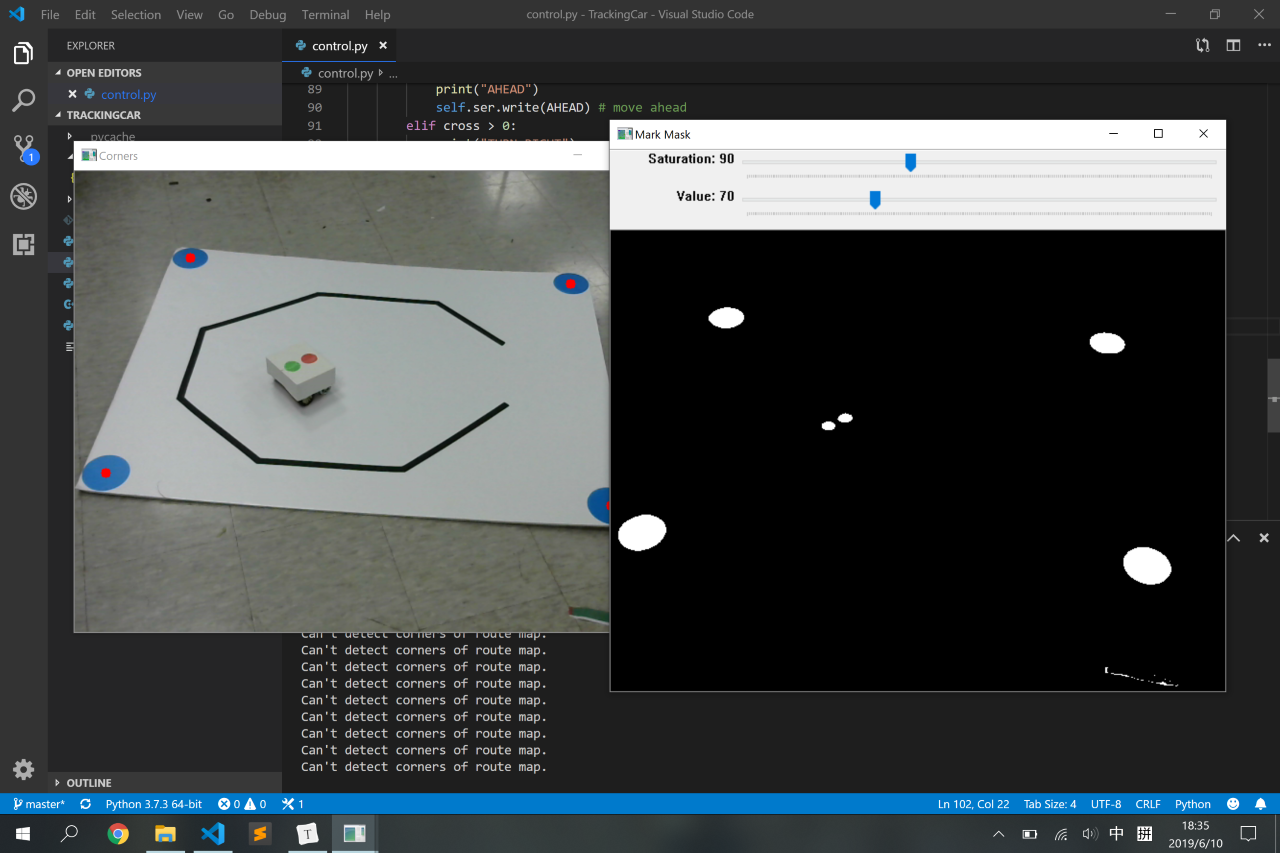 File Edit Selection View Go Debug Terminal Help
control.py - TrackingCar - Visual Studio Code
EXPLORER
OPEN EDITORS
control.py
TRACKINGCAR
pycache
OUTLINE
control.py
control.py ...
89 print("AHEAD")
90 self.ser.write(AHEAD) # move ahead
91 elif cross > 0:
Corners
Mark Mask
Saturation: 90
Value: 70
Can't detect corners of route map.
Can't detect corners of route map.
Can't detect corners of route map.
Can't detect corners of route map.
Can't detect corners of route map.
Can't detect corners of route map.
Can't detect corners of route map.
Can't detect corners of route map.
Can't detect corners of route map.
1
master* Python 3.7.3 64-bit 0 0 1
Ln 102, Col 22 Tab Size: 4 UTF-8 CRLF Python
T
中 拼
18:35
2019/6/10